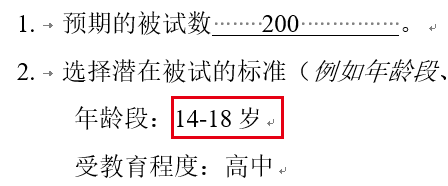 1. 预期的被试数 200 。
2. 选择潜在被试的标准（例如年龄段、
年龄段：14-18 岁
受教育程度：高中